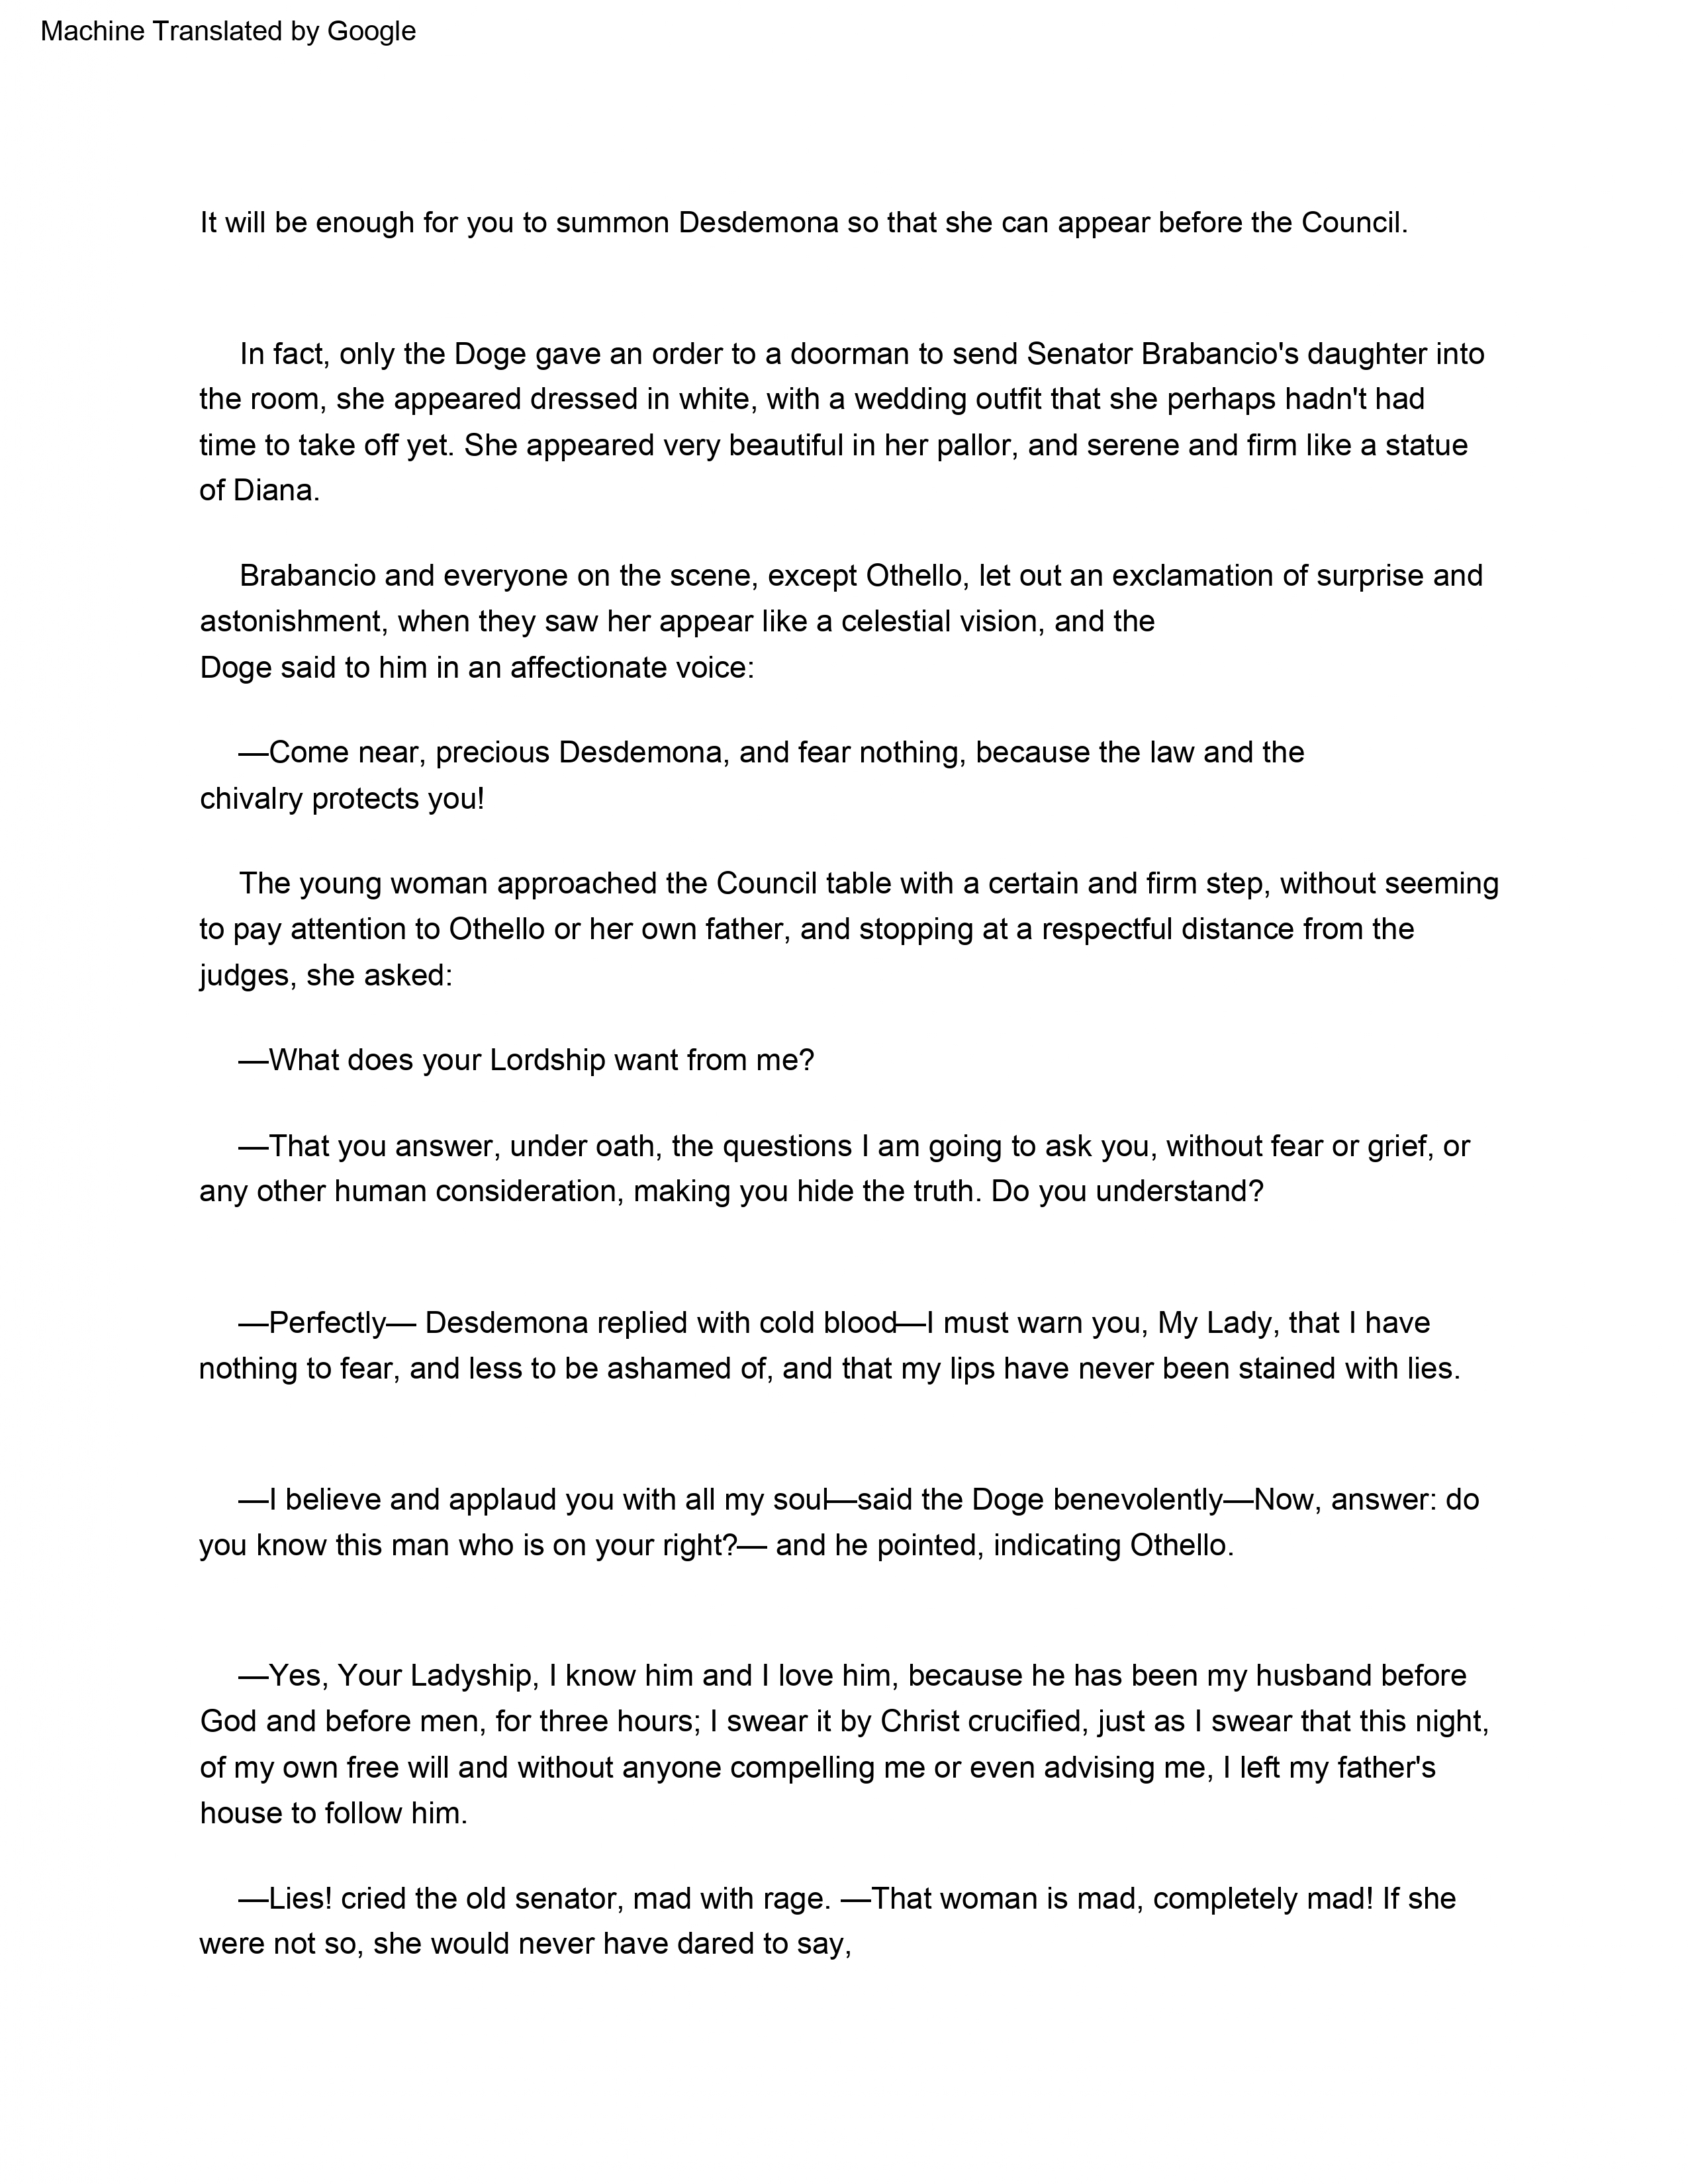 Machine Translated by Google
It will be enough for you to summon Desdemona so that she can appear before the Council.
In fact, only the Doge gave an order to a doorman to send Senator Brabancio's daughter into
the room, she appeared dressed in white, with a wedding outfit that she perhaps hadn't had
time to take off yet. She appeared very beautiful in her pallor, and serene and firm like a statue
of Diana.
Brabancio and everyone on the scene, except Othello, let out an exclamation of surprise and
astonishment, when they saw her appear like a celestial vision, and the
Doge said to him in an affectionate voice:
—Come near, precious Desdemona, and fear nothing, because the law and the
chivalry protects you!
The young woman approached the Council table with a certain and firm step, without seeming
to pay attention to Othello or her own father, and stopping at a respectful distance from the
judges, she asked:
—What does your Lordship want from me?
—That you answer, under oath, the questions I am going to ask you, without fear or grief, or
any other human consideration, making you hide the truth. Do you understand?
—Perfectly— Desdemona replied with cold blood—I must warn you, My Lady, that I have
nothing to fear, and less to be ashamed of, and that my lips have never been stained with lies.
—I believe and applaud you with all my soul—said the Doge benevolently—Now, answer: do
you know this man who is on your right?— and he pointed, indicating Othello.
—Yes, Your Ladyship, I know him and I love him, because he has been my husband before
God and before men, for three hours; I swear it by Christ crucified, just as I swear that this night,
of my own free will and without anyone compelling me or even advising me, I left my father's
house to follow him.
—Lies! cried the old senator, mad with rage. —That woman is mad, completely mad! If she
were not so, she would never have dared to say,